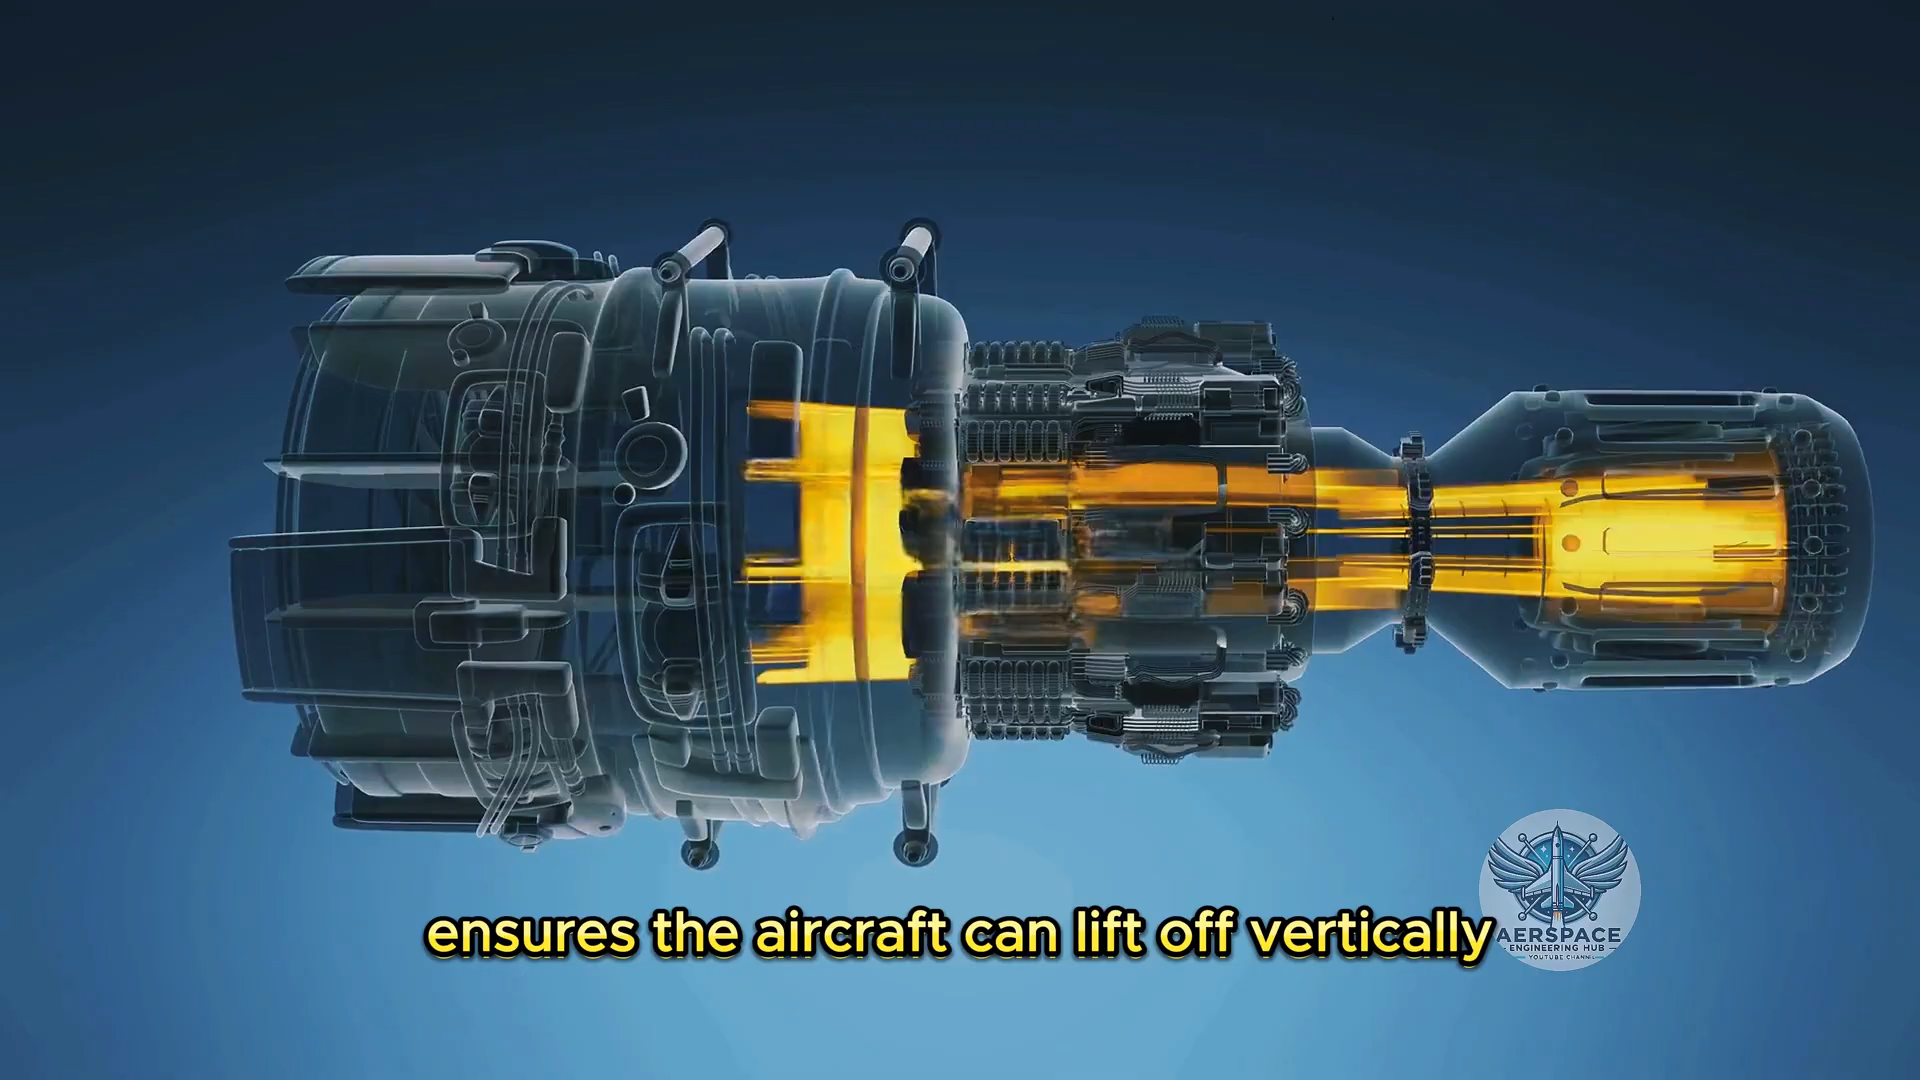 ensures the aircraft can lift off vertically
AERSPACE
ENGINEERING HUB
YOUTUBE CHANNEL